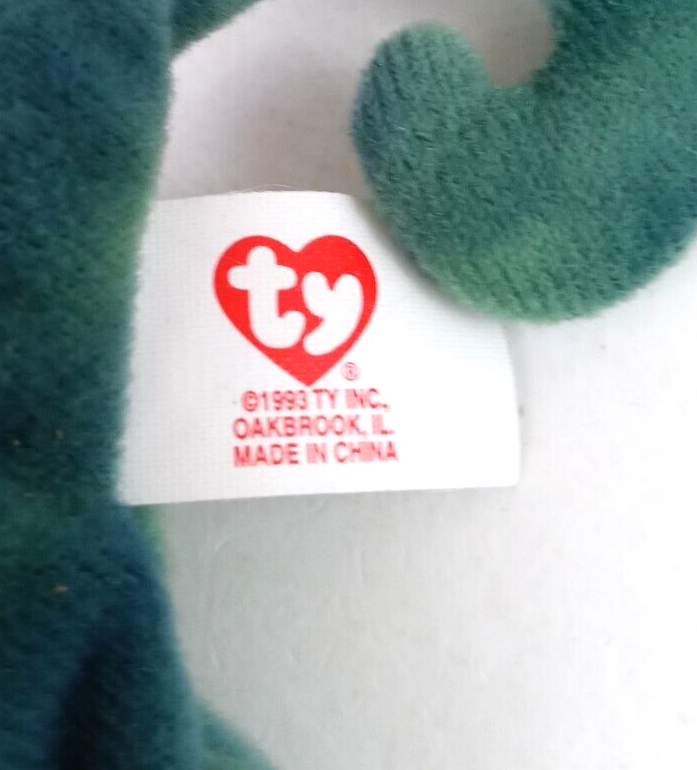 ty
®
©1993 TY INC.,
OAKBROOK, IL.
MADE IN CHINA